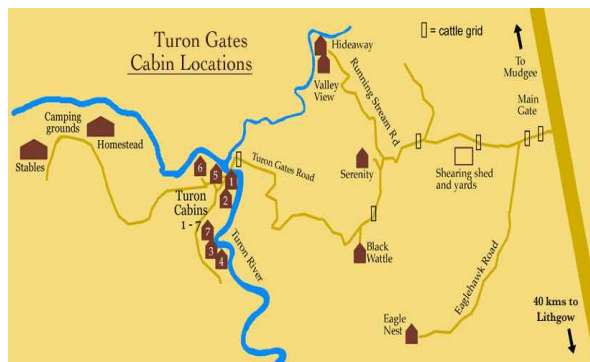 Turon Gates
Cabin Locations
= cattle grid
To
Mudgee
Main
Gate
Hideaway
Valley
View
Running Stream Rd
Camping
grounds
Homestead
Stables
6
5
1
2
Turon Gates Road
Serenity
Shearing shed
and yards
Turon
Cabins
1 - 7
7
3
4
Turon River
Black
Wattle
Eaglehawk Road
Eagle
Nest
40 kms to
Lithgow